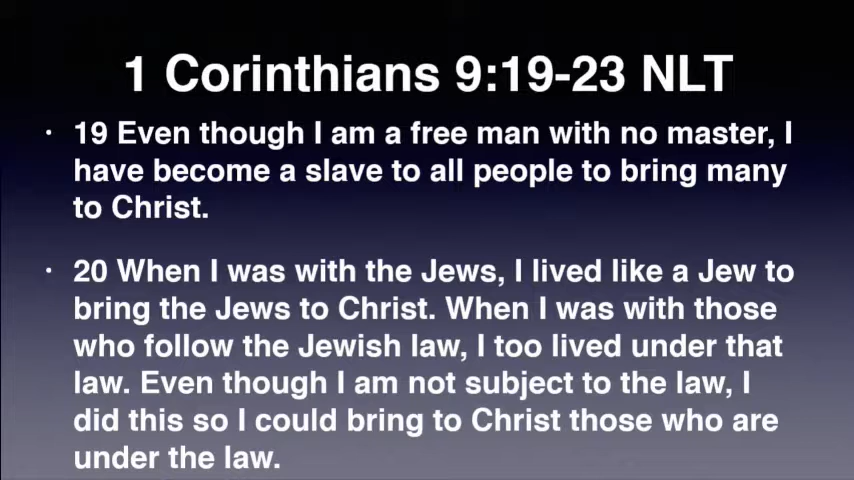 1 Corinthians 9:19-23 NLT
• 19 Even though I am a free man with no master, I
have become a slave to all people to bring many
to Christ.
• 20 When I was with the Jews, I lived like a Jew to
bring the Jews to Christ. When I was with those
who follow the Jewish law, I too lived under that
law. Even though I am not subject to the law, I
did this so I could bring to Christ those who are
under the law.